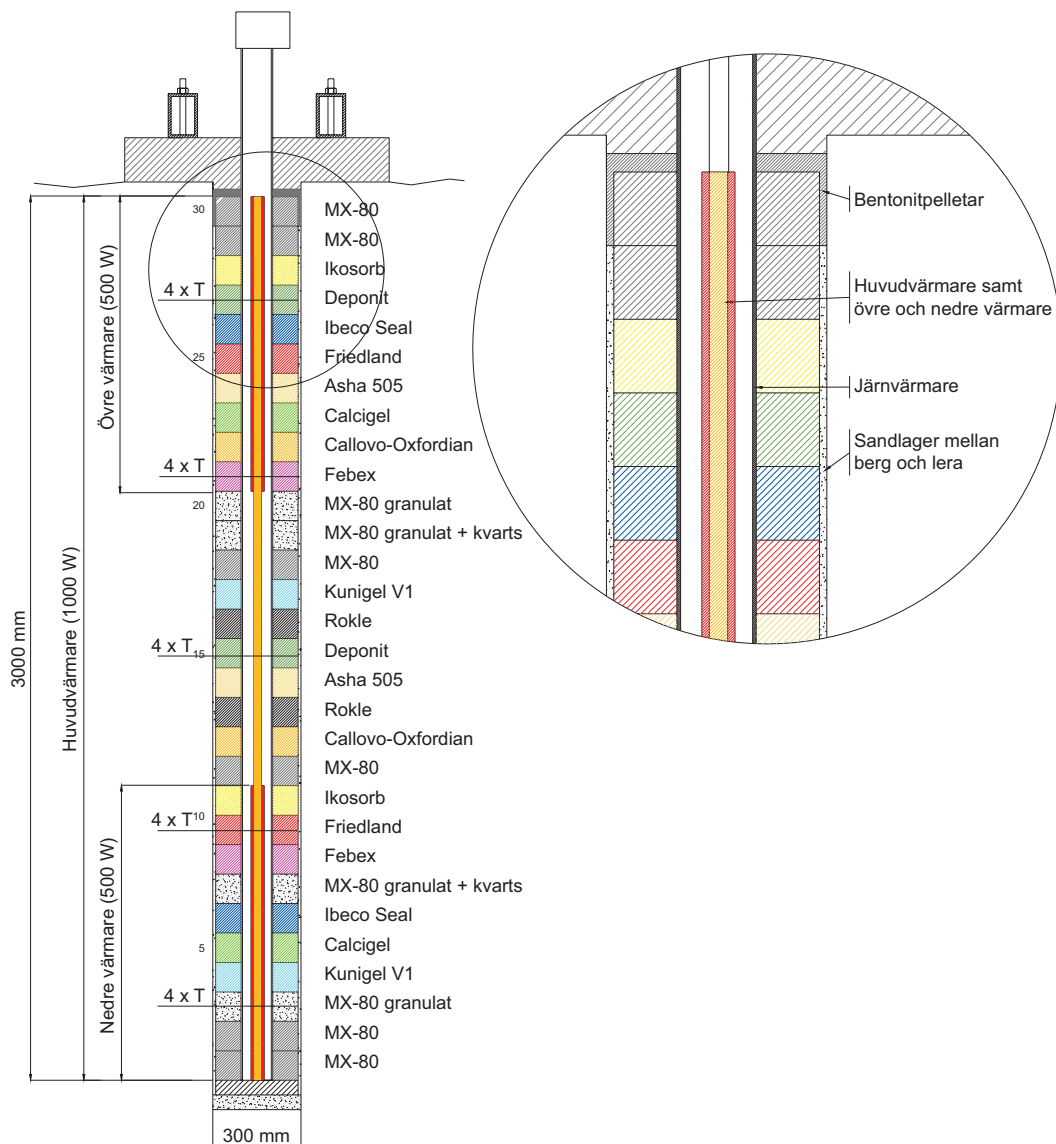 30
MX-80
MX-80
Ikosorb
4 x T
Deponit
Ibeco Seal
25
Friedland
Asha 505
Calcigel
Callovo-Oxfordian
4 x T
Febex
20
MX-80 granulat
MX-80 granulat + kvarts
MX-80
Kunigel V1
Rokle
4 x T
15
Deponit
Asha 505
Rokle
Callovo-Oxfordian
MX-80
Ikosorb
4 x T
10
Friedland
Febex
MX-80 granulat + kvarts
Ibeco Seal
5
Calcigel
Kunigel V1
4 x T
MX-80 granulat
MX-80
MX-80
3000 mm
Huvudvärmare (1000 W)
Övre värmare (500 W)
Nedre värmare (500 W)
300 mm
Bentonitpelletar
Huvudvärmare samt
övre och nedre värmare
Järnvärmare
Sandlager mellan
berg och lera